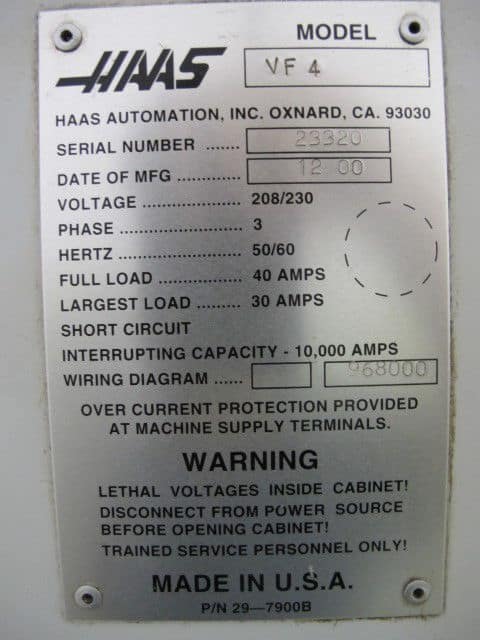 HAAS
MODEL
VF 4
HAAS AUTOMATION, INC. OXNARD, CA. 93030
SERIAL NUMBER ...... 23320
DATE OF MFG ............. 12 00
VOLTAGE ................. 208/230
PHASE .................... 3
HERTZ .................... 50/60
FULL LOAD .............. 40 AMPS
LARGEST LOAD ......... 30 AMPS
SHORT CIRCUIT
INTERRUPTING CAPACITY - 10,000 AMPS
WIRING DIAGRAM ...... 968000
OVER CURRENT PROTECTION PROVIDED
AT MACHINE SUPPLY TERMINALS.
WARNING
LETHAL VOLTAGES INSIDE CABINET!
DISCONNECT FROM POWER SOURCE
BEFORE OPENING CABINET!
TRAINED SERVICE PERSONNEL ONLY!
MADE IN U.S.A.
P/N 29—7900B